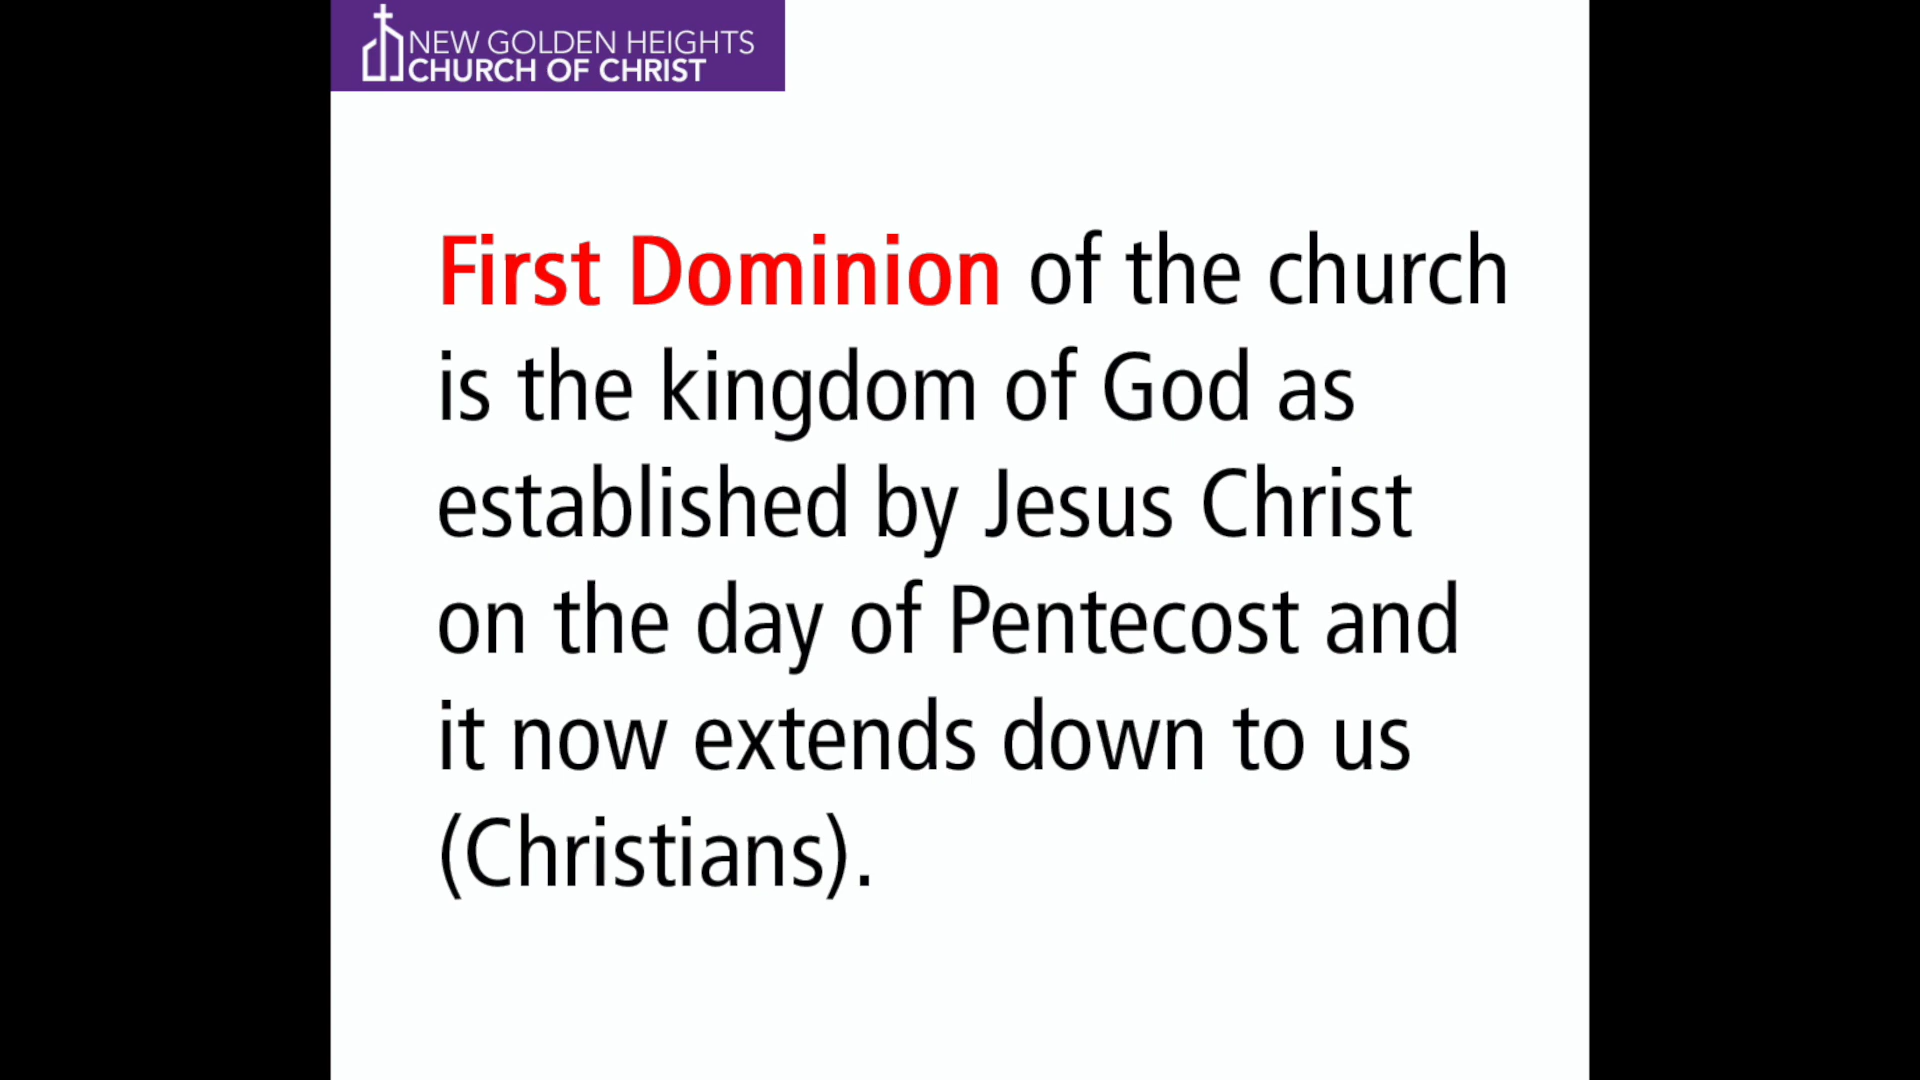 NEW GOLDEN HEIGHTS
CHURCH OF CHRIST
First Dominion of the church
is the kingdom of God as
established by Jesus Christ
on the day of Pentecost and
it now extends down to us
(Christians).